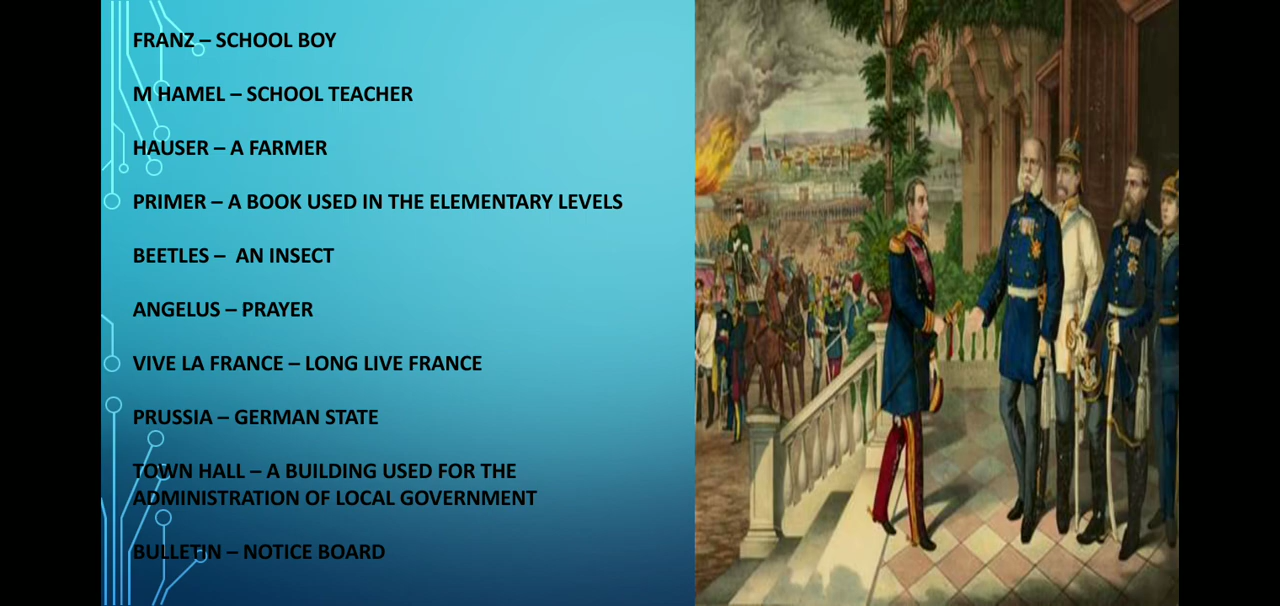 FRANZ – SCHOOL BOY
M HAMEL – SCHOOL TEACHER
HAUSER – A FARMER
PRIMER – A BOOK USED IN THE ELEMENTARY LEVELS
BEETLES – AN INSECT
ANGELUS – PRAYER
VIVE LA FRANCE – LONG LIVE FRANCE
PRUSSIA – GERMAN STATE
TOWN HALL – A BUILDING USED FOR THE
ADMINISTRATION OF LOCAL GOVERNMENT
BULLETIN – NOTICE BOARD